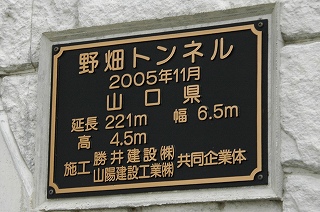 野畑トンネル
2005年11月
山口県
延長 221m 幅 6.5m
高 4.5m
施工 勝井建設㈱ 共同企業体
山陽建設工業㈱